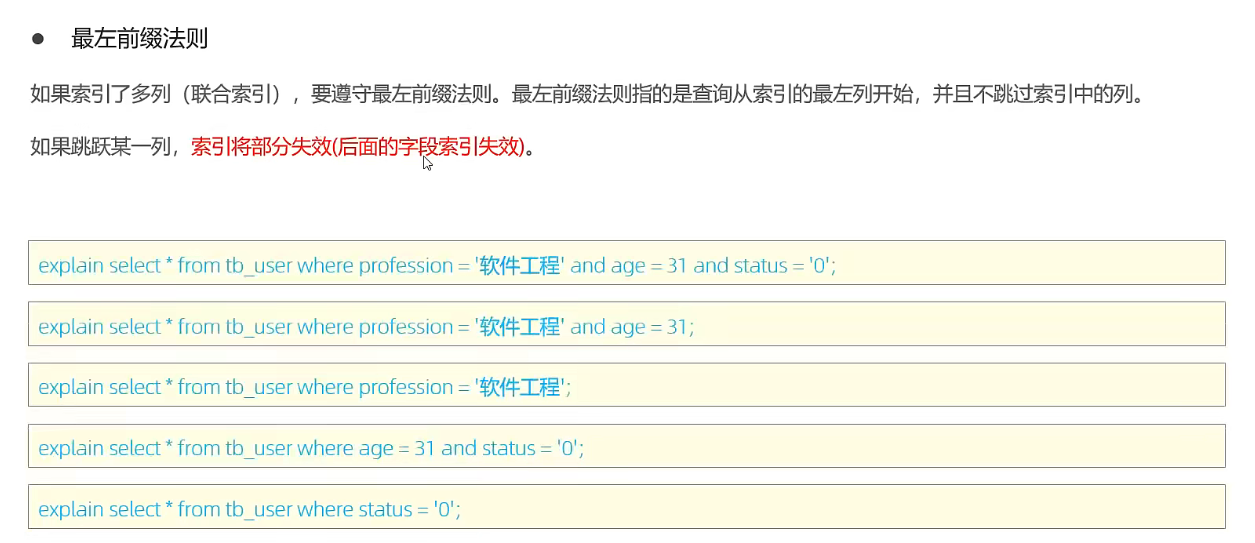 ● 最左前缀法则
如果索引了多列（联合索引），要遵守最左前缀法则。最左前缀法则指的是查询从索引的最左列开始，并且不跳过索引中的列。
如果跳跃某一列，索引将部分失效(后面的字段索引失效)。
explain select * from tb_user where profession = '软件工程' and age = 31 and status = '0';
explain select * from tb_user where profession = '软件工程' and age = 31;
explain select * from tb_user where profession = '软件工程';
explain select * from tb_user where age = 31 and status = '0';
explain select * from tb_user where status = '0';